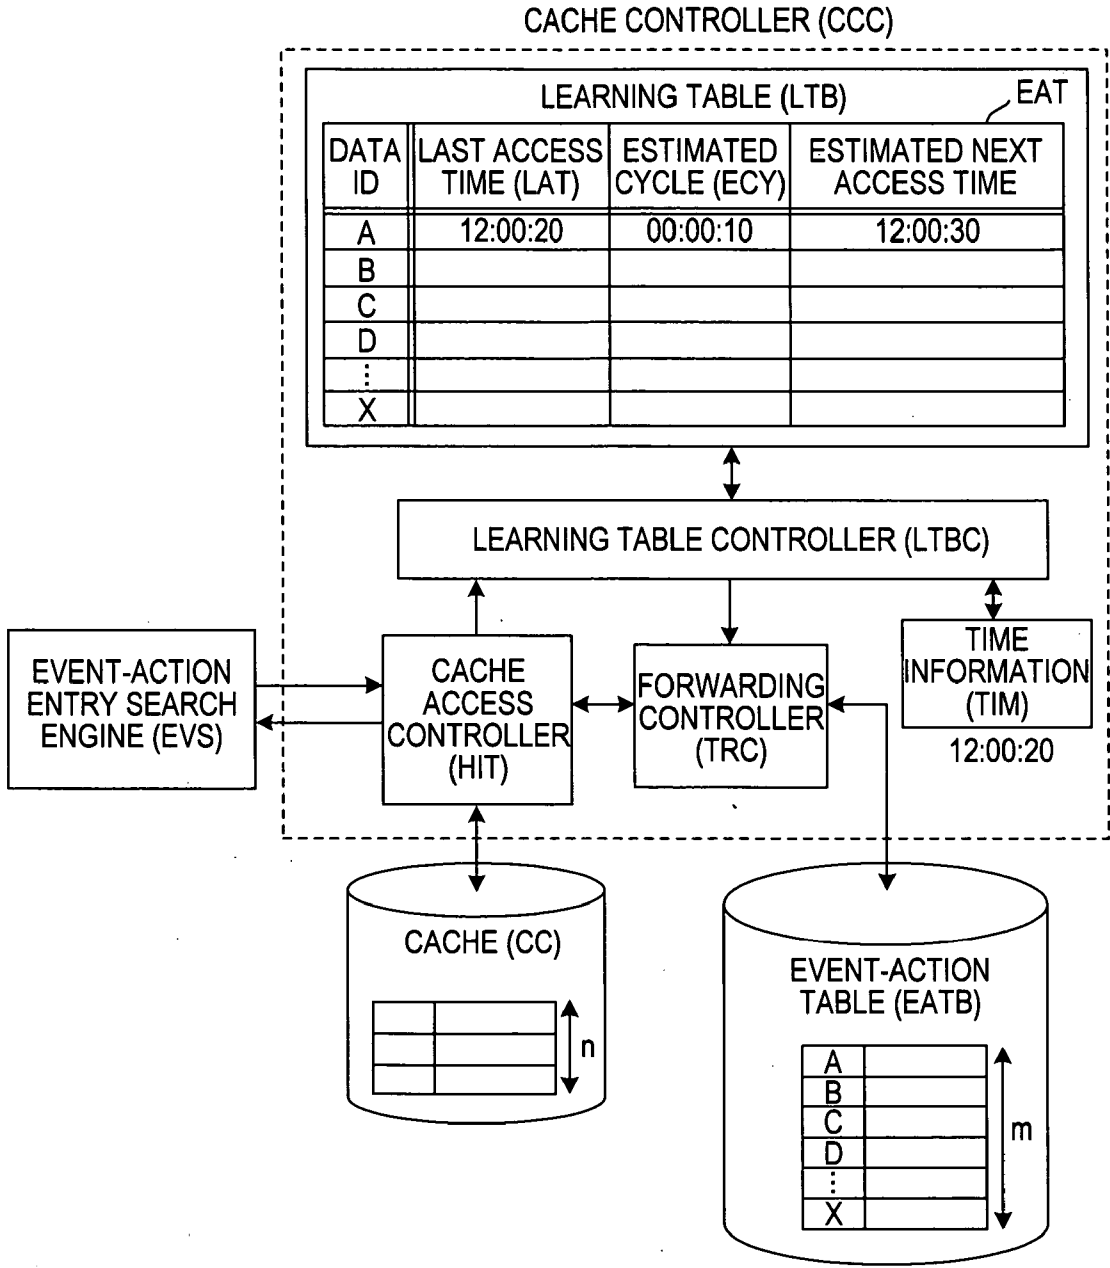 CACHE CONTROLLER (CCC)
LEARNING TABLE (LTB)
EAT
DATA ID
LAST ACCESS TIME (LAT)
ESTIMATED CYCLE (ECY)
ESTIMATED NEXT ACCESS TIME
A 12:00:20 00:00:10 12:00:30
B
C
D
⋮
X
LEARNING TABLE CONTROLLER (LTBC)
EVENT-ACTION
ENTRY SEARCH
ENGINE (EVS)
CACHE
ACCESS
CONTROLLER
(HIT)
FORWARDING
CONTROLLER
(TRC)
TIME
INFORMATION
(TIM)
12:00:20
CACHE (CC)
n
EVENT-ACTION
TABLE (EATB)
A
B
C
D
⋮
X
m